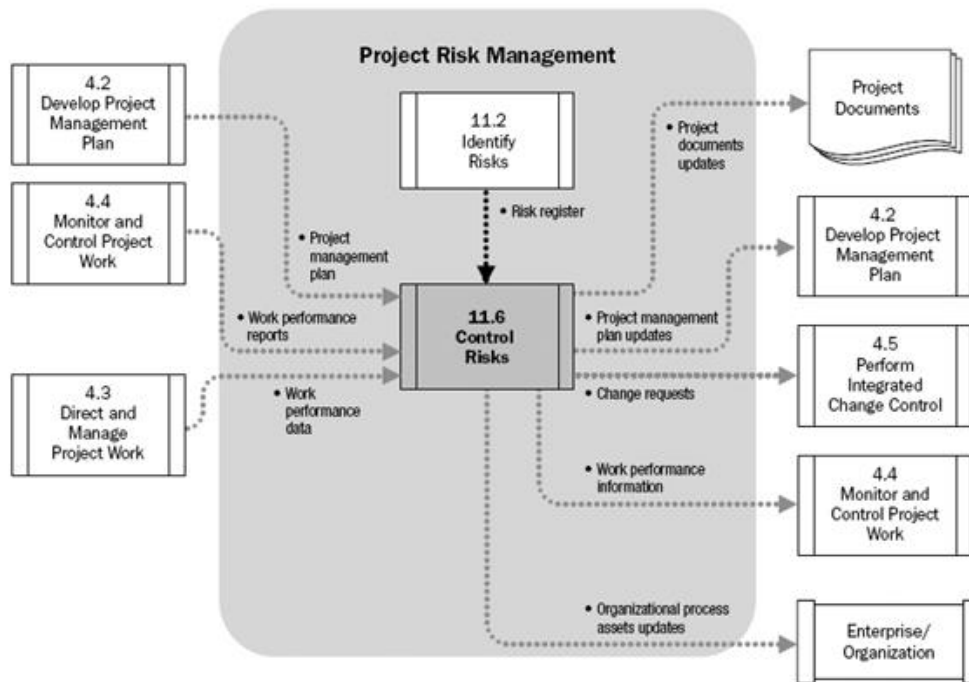 Project Risk Management
4.2
Develop Project
Management
Plan
4.4
Monitor and
Control Project
Work
4.3
Direct and
Manage
Project Work
11.2
Identify
Risks
• Risk register
• Project
management
plan
• Work performance
reports
• Work
performance
data
11.6
Control
Risks
• Project
documents
updates
• Project management
plan updates
• Change requests
• Work performance
information
• Organizational process
assets updates
Project
Documents
4.2
Develop Project
Management
Plan
4.5
Perform
Integrated
Change Control
4.4
Monitor and
Control Project
Work
Enterprise/
Organization